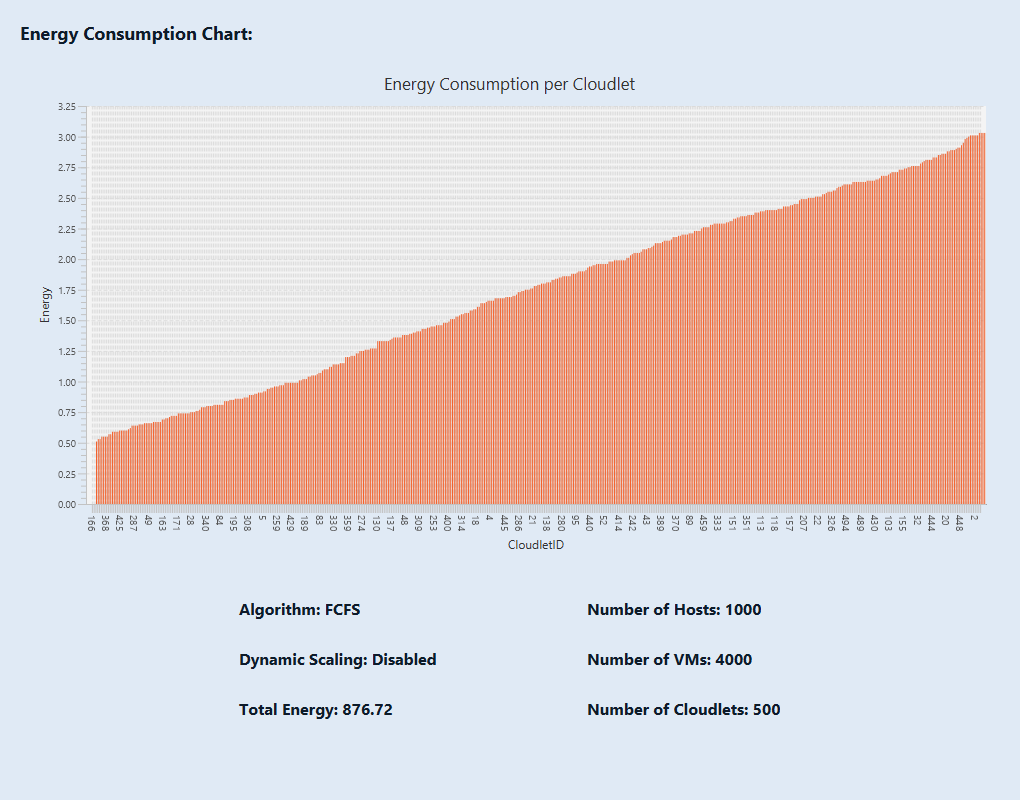 Energy Consumption Chart:
Energy Consumption per Cloudlet
3.25
3.00
2.75
2.50
2.25
2.00
1.75
1.50
1.25
1.00
0.75
0.50
0.25
0.00
Energy
166 368 425 287 49 163 171 28 340 84 195 308 5 259 429 189 83 330 359 274 130 137 48 309 253 400 314 18 4 445 286 21 138 280 95 440 52 414 242 43 389 370 89 459 333 151 351 113 118 157 207 22 326 494 489 430 103 155 32 444 20 448 2
CloudletID
Algorithm: FCFS
Number of Hosts: 1000
Dynamic Scaling: Disabled
Number of VMs: 4000
Total Energy: 876.72
Number of Cloudlets: 500